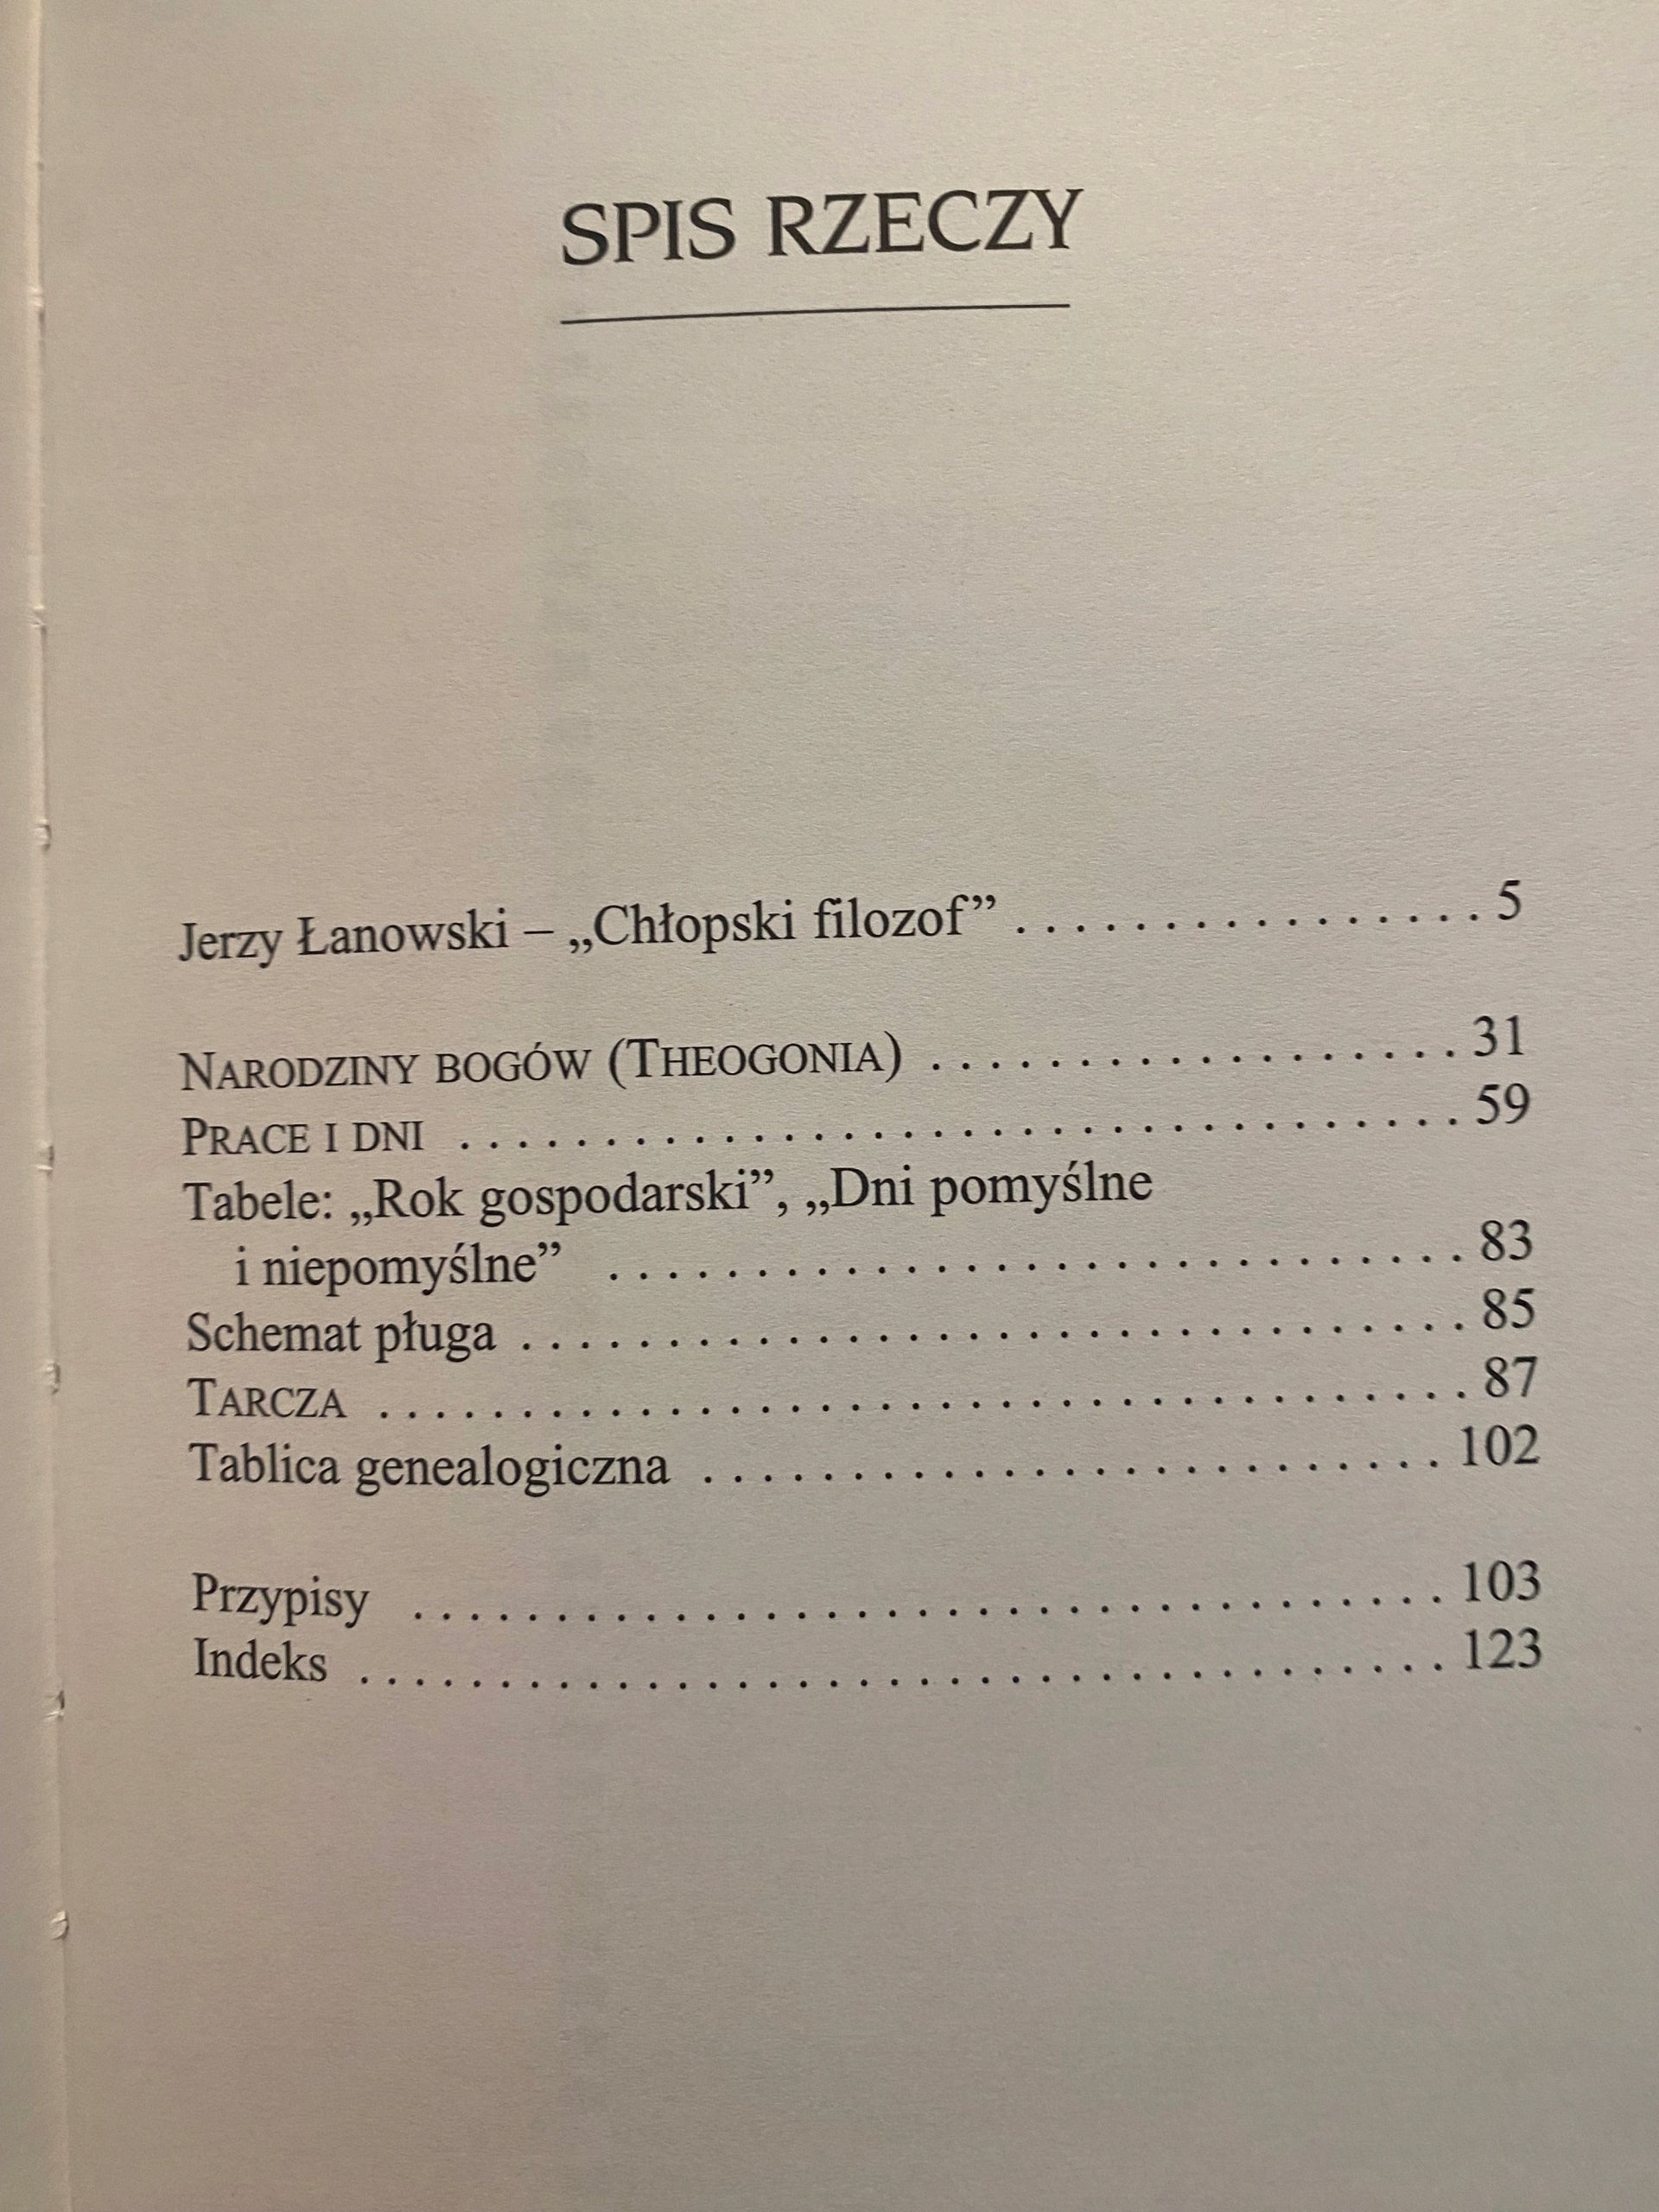 SPIS RZECZY
Jerzy Łanowski – „Chłopski filozof” . . . . . . . . . . . . . . . . 5
NARODZINY BOGÓW (THEOGONIA) . . . . . . . . . . . . . . . . . . 31
PRACE I DNI . . . . . . . . . . . . . . . . . . . . . . . . . . . . . . . . . . 59
Tabele: „Rok gospodarski”, „Dni pomyślne
i niepomyślne” . . . . . . . . . . . . . . . . . . . . . . . . . . . . . 83
Schemat pługa . . . . . . . . . . . . . . . . . . . . . . . . . . . . . . . . 85
TARCZA . . . . . . . . . . . . . . . . . . . . . . . . . . . . . . . . . . . . . 87
Tablica genealogiczna . . . . . . . . . . . . . . . . . . . . . . . . . 102
Przypisy . . . . . . . . . . . . . . . . . . . . . . . . . . . . . . . . . . . 103
Indeks . . . . . . . . . . . . . . . . . . . . . . . . . . . . . . . . . . . . . 123